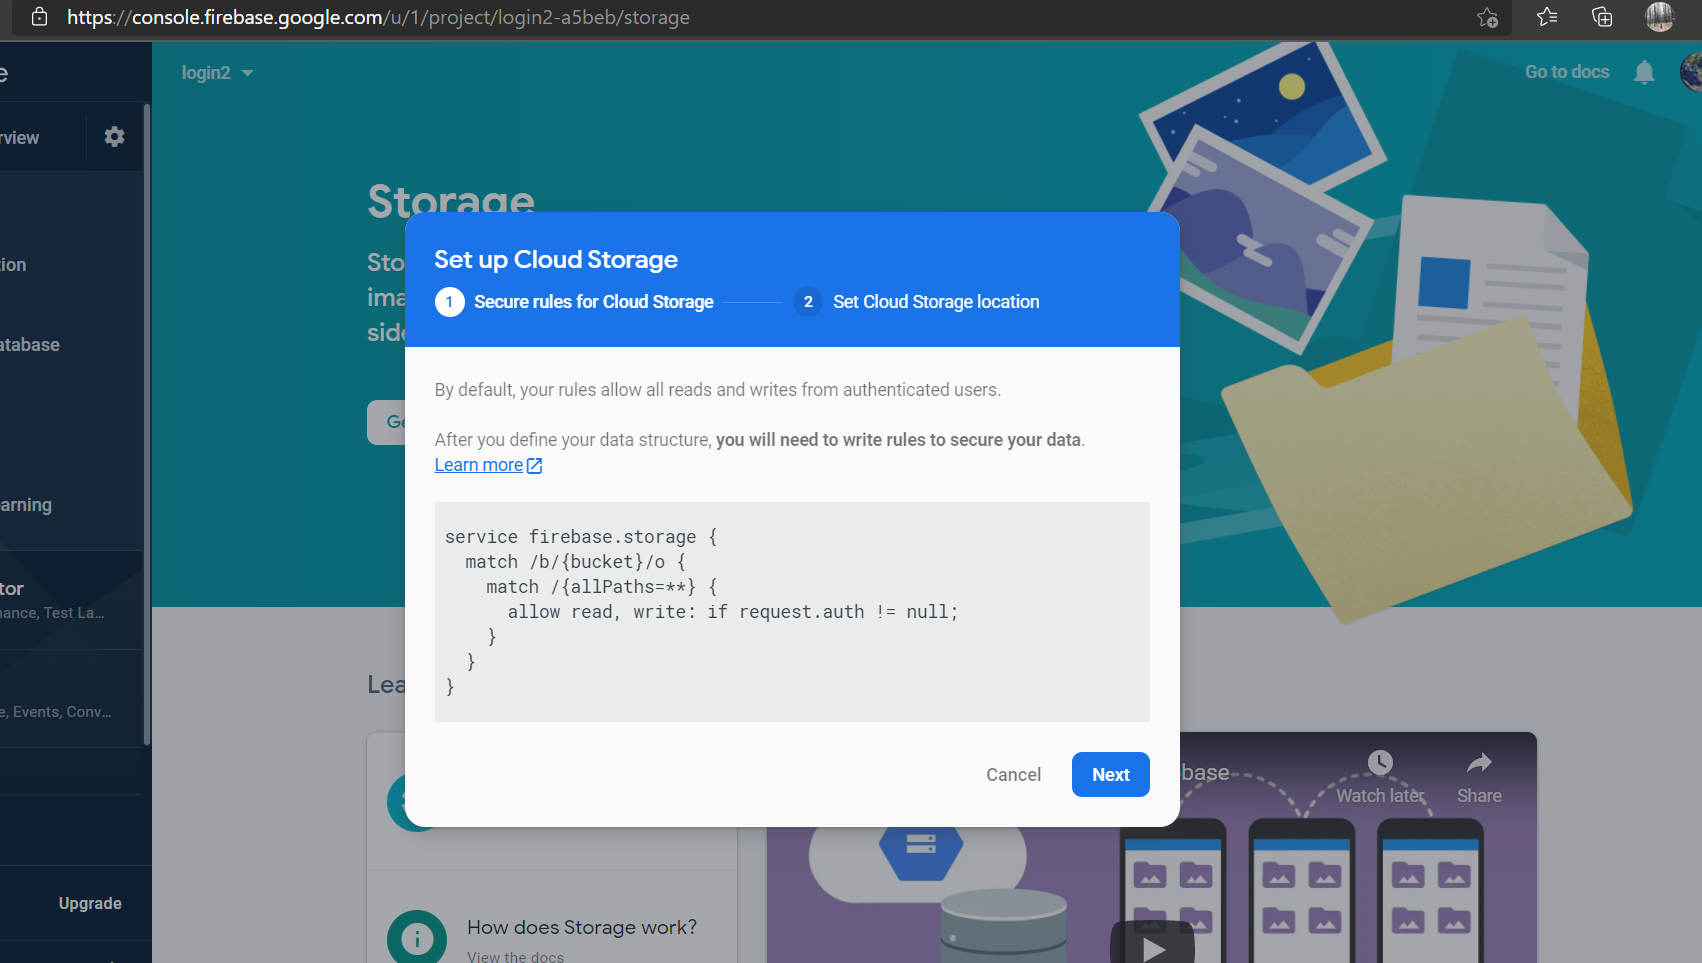 https://console.firebase.google.com/u/1/project/login2-a5beb/storage
e
login2
Go to docs
rview
Storage
Sto
ima
side
tion
atabase
Ge
arning
tor
nance, Test La...
e, Events, Conv...
Upgrade
Set up Cloud Storage
1 Secure rules for Cloud Storage 2 Set Cloud Storage location
By default, your rules allow all reads and writes from authenticated users.
After you define your data structure, you will need to write rules to secure your data.
Learn more
service firebase.storage {
  match /b/{bucket}/o {
    match /{allPaths=**} {
      allow read, write: if request.auth != null;
    }
  }
}
Cancel Next
Lea
base
Watch later Share
How does Storage work?
View the docs